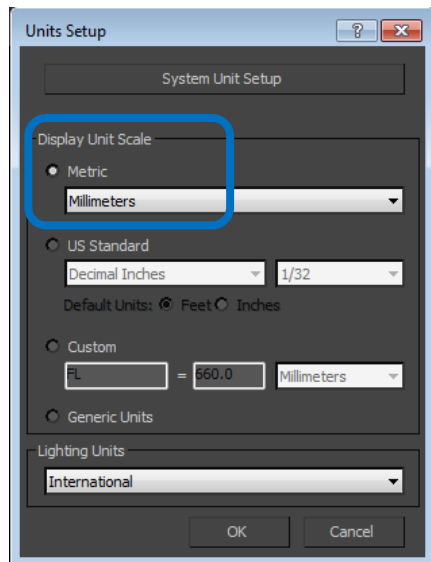 Units Setup
System Unit Setup
Display Unit Scale
Metric
Millimeters
US Standard
Decimal Inches 1/32
Default Units: Feet Inches
Custom
FL = 660.0 Millimeters
Generic Units
Lighting Units
International
OK Cancel